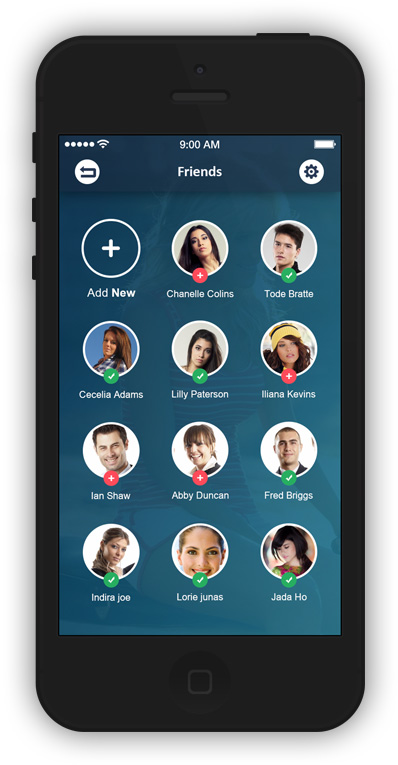 9:00 AM
Friends
Add New
Chanelle Colins
Tode Bratte
Cecelia Adams
Lilly Paterson
Iliana Kevins
Ian Shaw
Abby Duncan
Fred Briggs
Indira joe
Lorie junas
Jada Ho